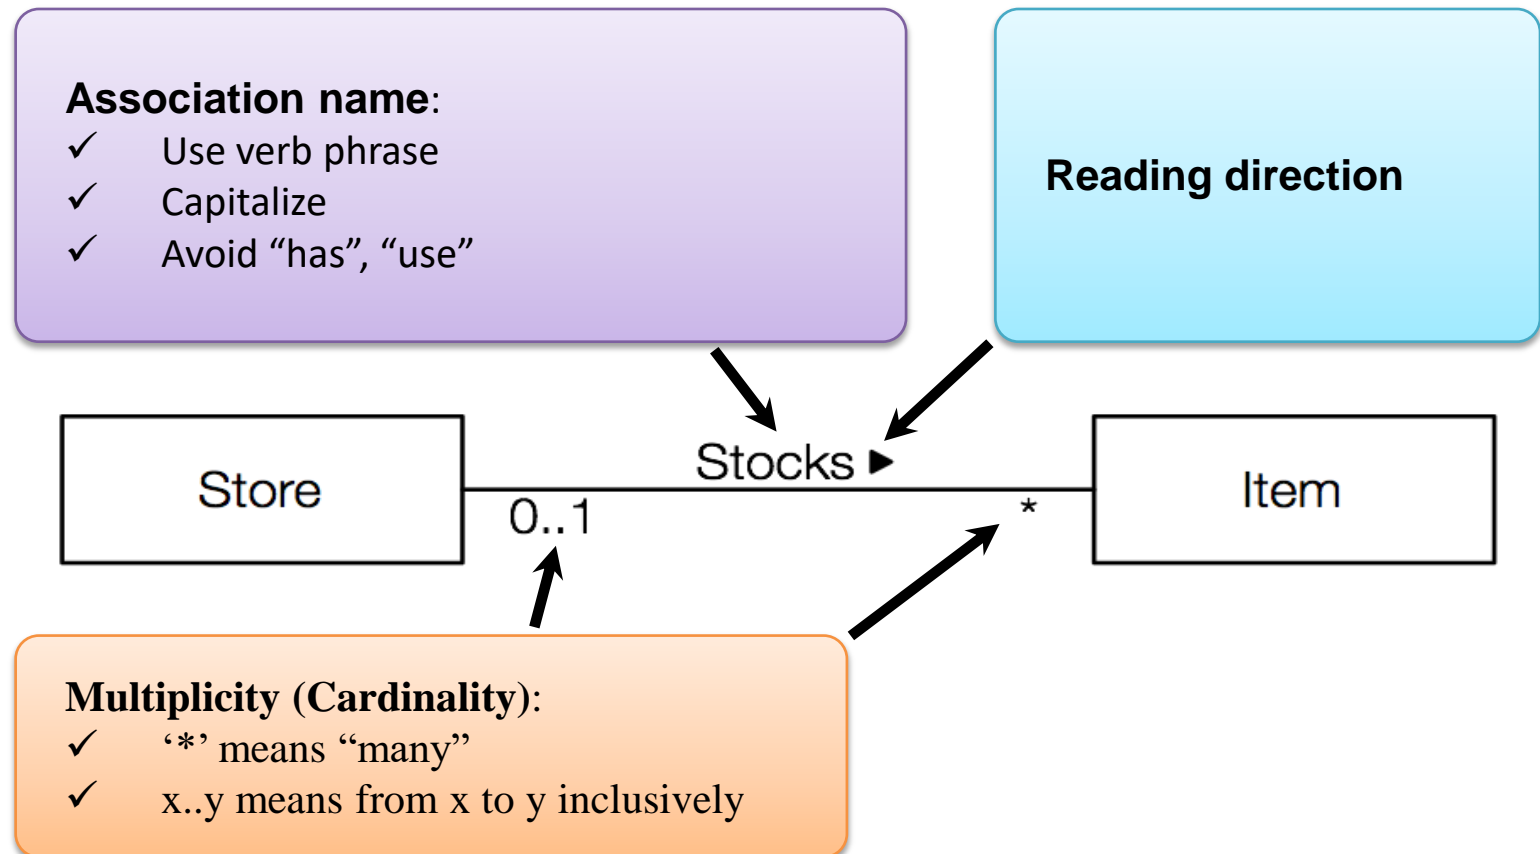 Association name:
✓ Use verb phrase
✓ Capitalize
✓ Avoid “has”, “use”
Reading direction
Stocks ►
Store
0..1
*
Item
Multiplicity (Cardinality):
✓ ‘*’ means “many”
✓ x..y means from x to y inclusively